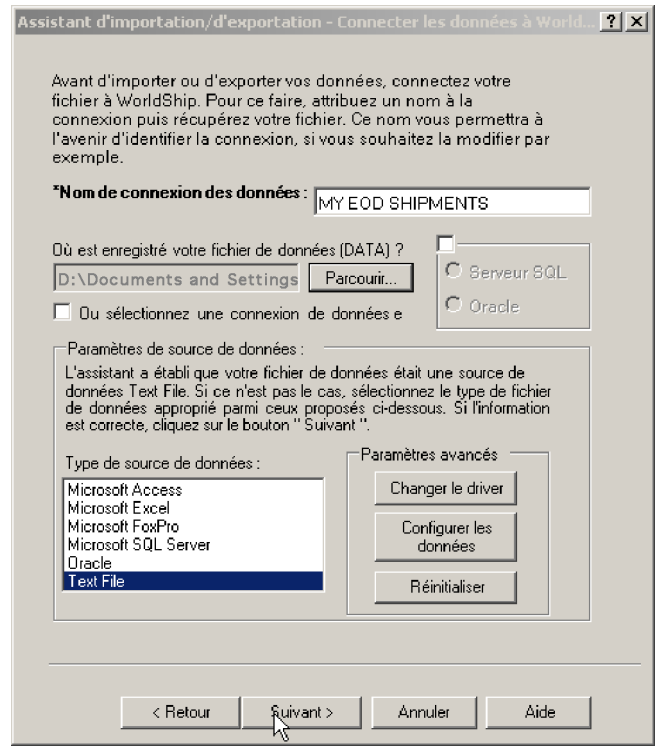 Assistant d'importation/d'exportation - Connecter les données à World...
Avant d'importer ou d'exporter vos données, connectez votre
fichier à WorldShip. Pour ce faire, attribuez un nom à la
connexion puis récupérez votre fichier. Ce nom vous permettra à
l'avenir d'identifier la connexion, si vous souhaitez la modifier par
exemple.
*Nom de connexion des données : MY EOD SHIPMENTS
Où est enregistré votre fichier de données (DATA) ?
D:\Documents and Settings Parcourir...
Serveur SQL
Oracle
Ou sélectionnez une connexion de données e
Paramètres de source de données :
L'assistant a établi que votre fichier de données était une source de
données Text File. Si ce n'est pas le cas, sélectionnez le type de fichier
de données approprié parmi ceux proposés ci-dessous. Si l'information
est correcte, cliquez sur le bouton " Suivant ".
Type de source de données :
Microsoft Access
Microsoft Excel
Microsoft FoxPro
Microsoft SQL Server
Oracle
Text File
Paramètres avancés
Changer le driver
Configurer les
données
Réinitialiser
< Retour Suivant > Annuler Aide